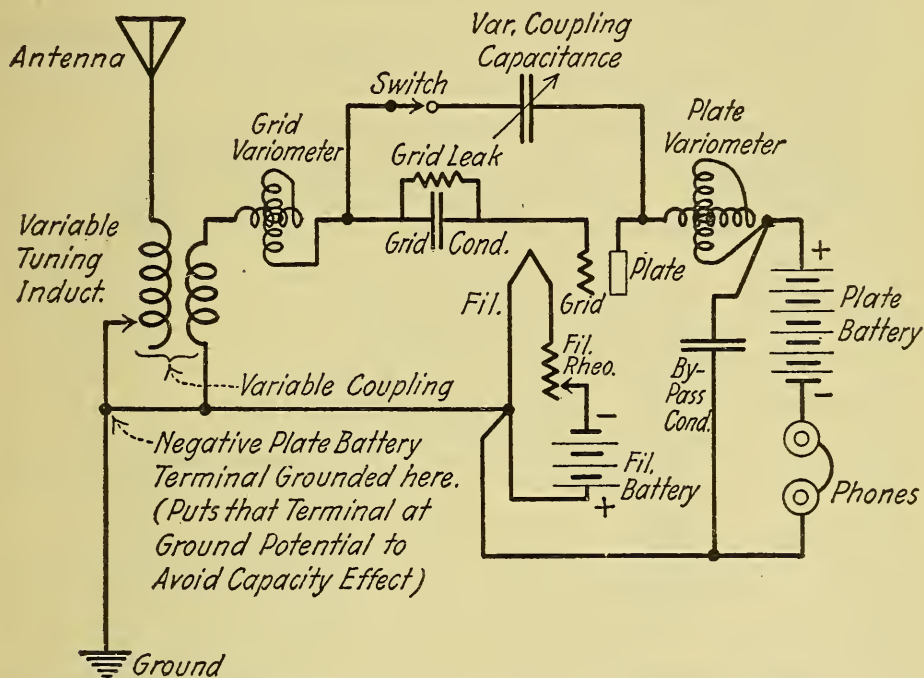 Antenna
Var. Coupling
Capacitance
Switch
Grid
Variometer
Plate
Variometer
Grid Leak
Variable
Tuning
Induct.
Grid Cond.
Fil.
Grid
Plate
+
Plate
Battery
-
Fil.
Rheo.
By-
Pass
Cond.
Variable Coupling
-
Fil.
Battery
+
Phones
Negative Plate Battery
Terminal Grounded here.
(Puts that Terminal at
Ground Potential to
Avoid Capacity Effect)
Ground